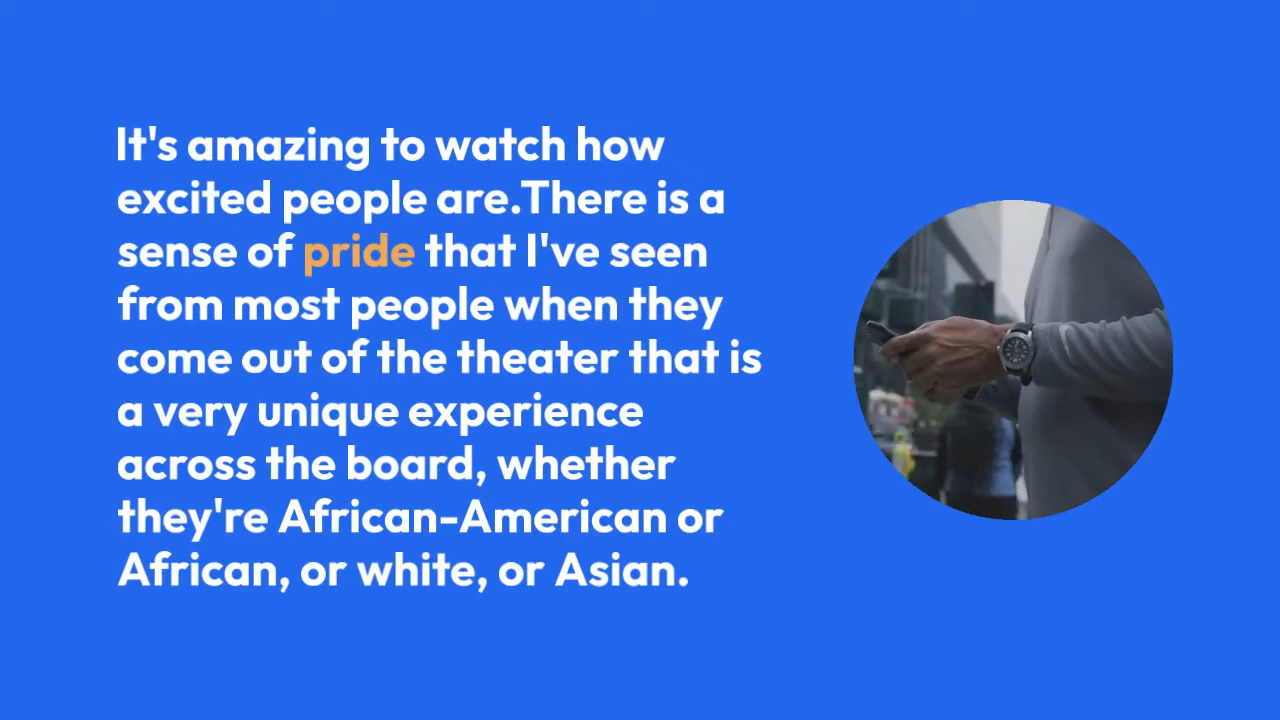 It's amazing to watch how
excited people are.There is a
sense of pride that I've seen
from most people when they
come out of the theater that is
a very unique experience
across the board, whether
they're African-American or
African, or white, or Asian.